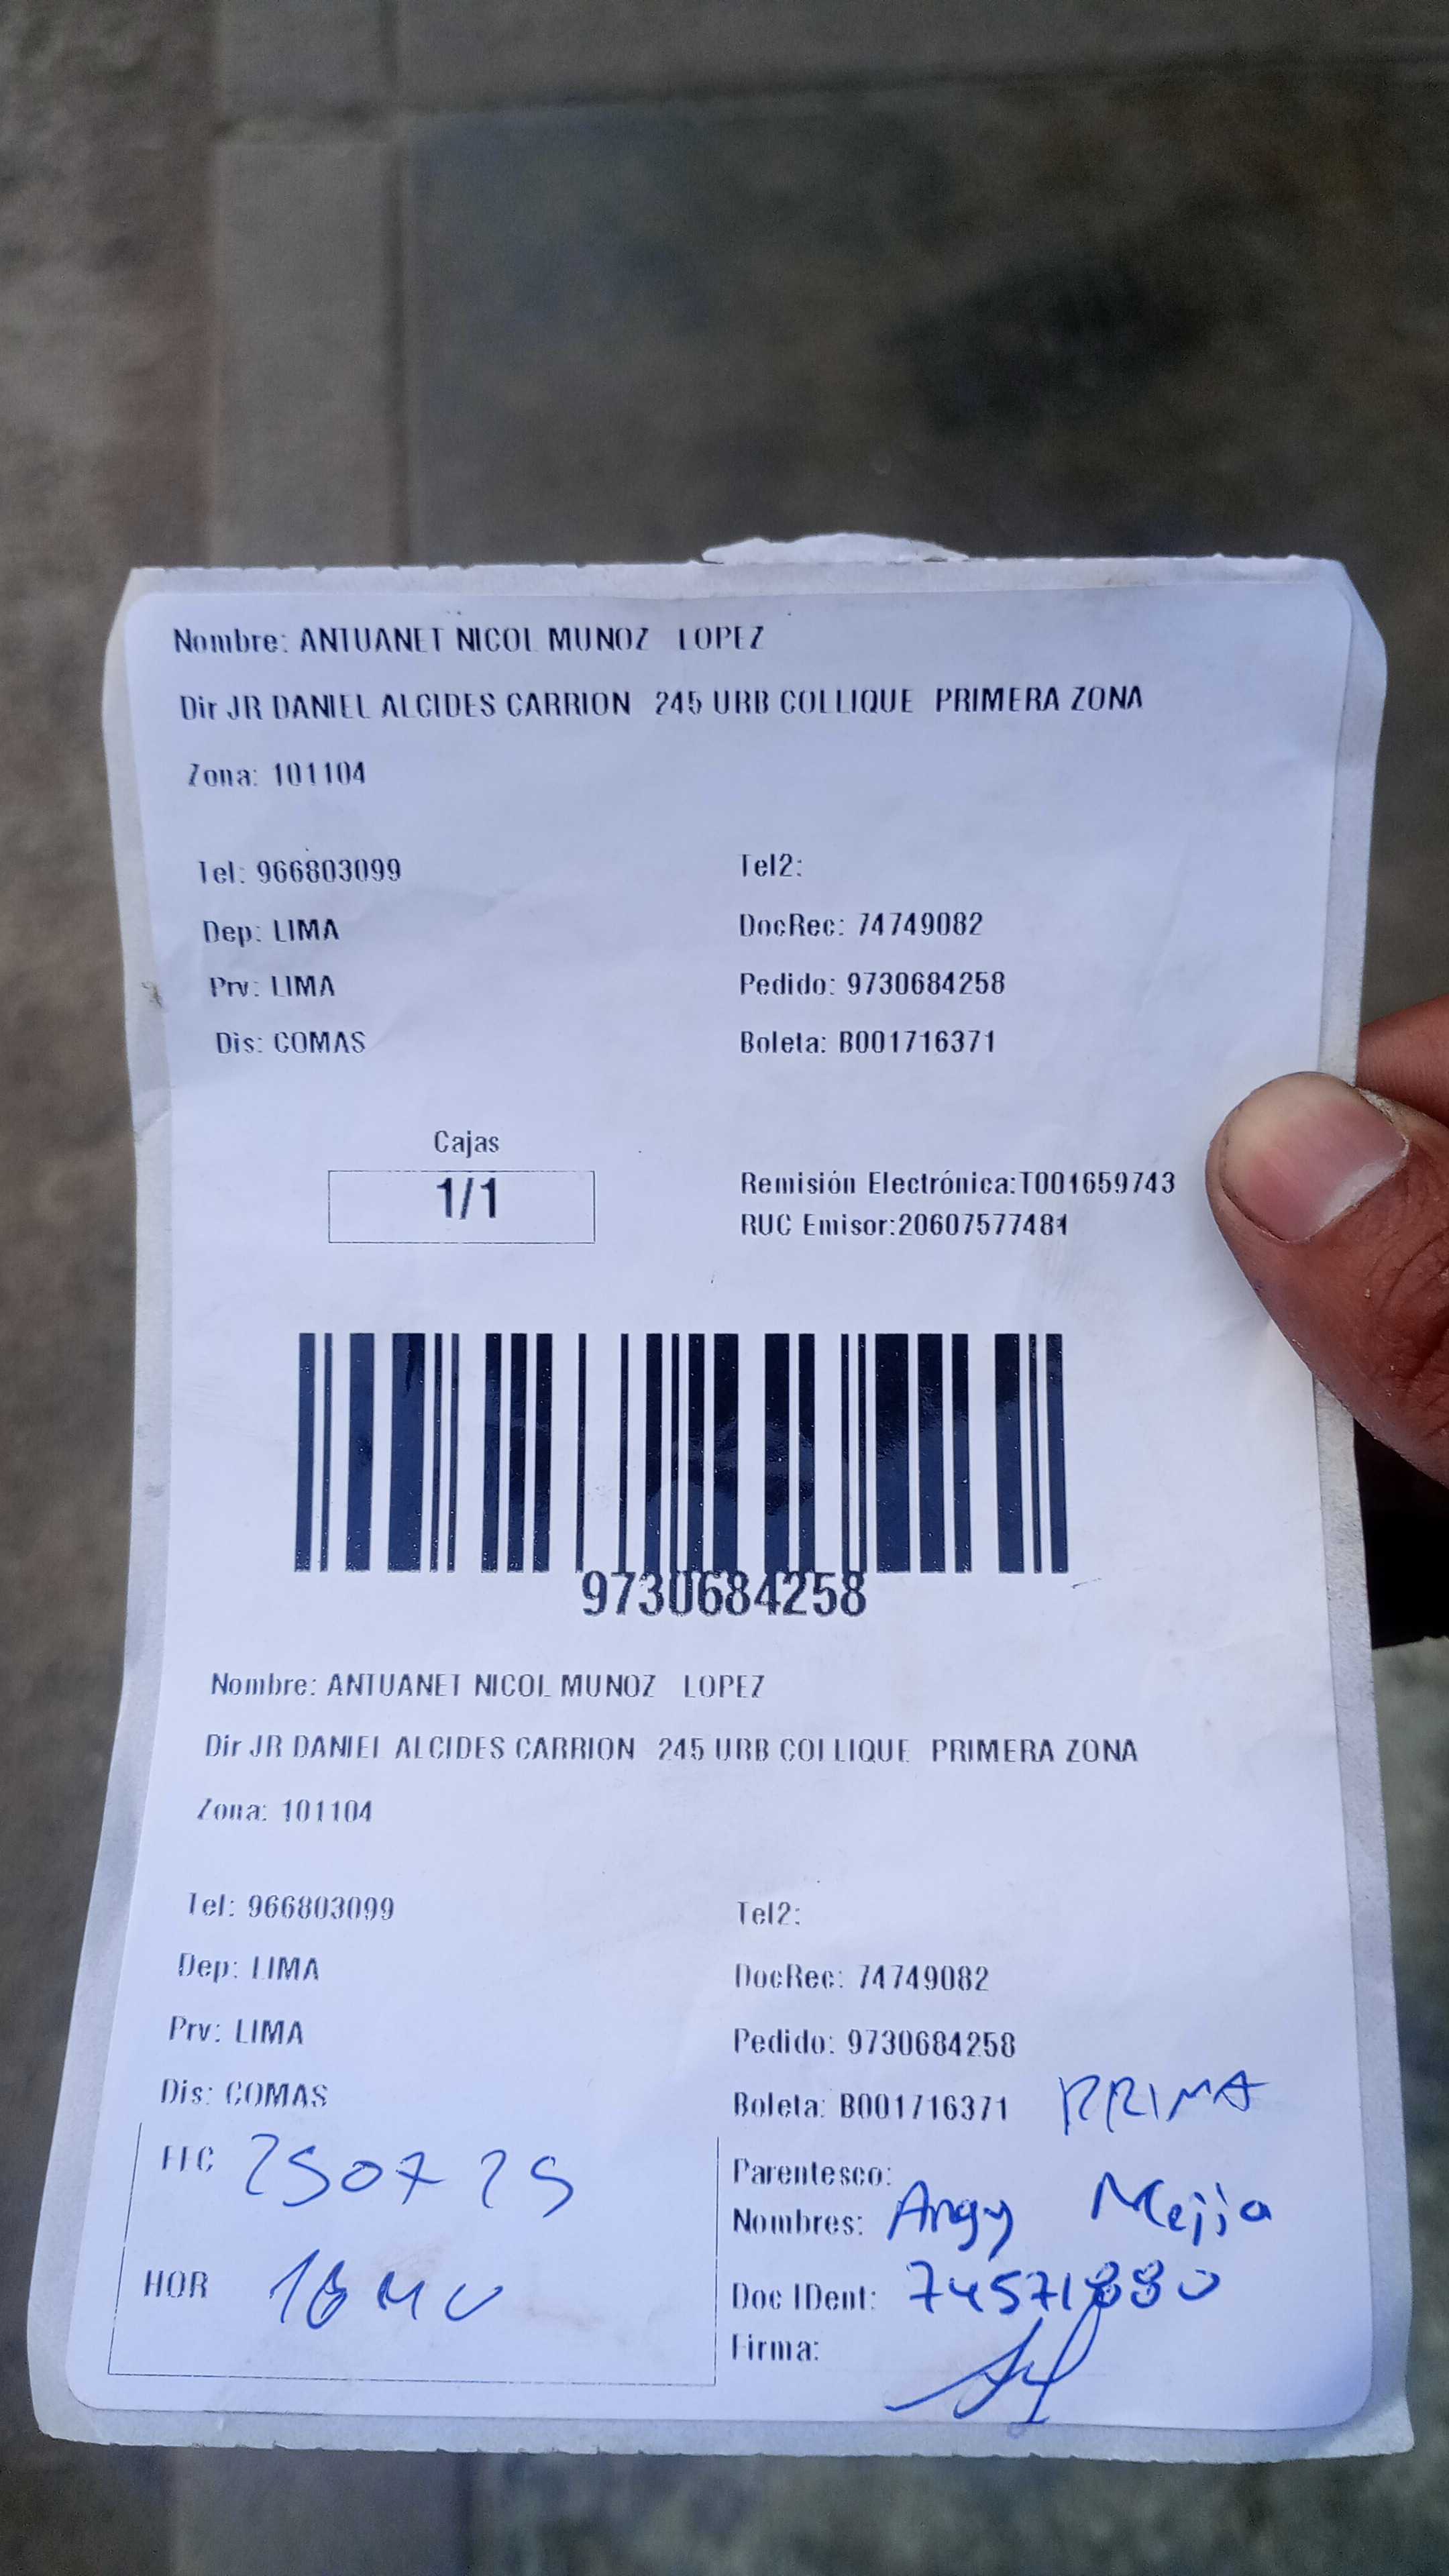 Nombre: ANTUANET NICOL MUNOZ LOPEZ
Dir JR DANIEL ALCIDES CARRION 245 URB COLLIQUE PRIMERA ZONA
Zona: 101104
Tel: 966803099 Tel2:
Dep: LIMA DocRec: 74749082
Prv: LIMA Pedido: 9730684258
Dis: COMAS Boleta: B001716371
Cajas
1/1
Remisión Electrónica:T001659743
RUC Emisor:20607577481
9730684258
Nombre: ANTUANET NICOL MUNOZ LOPEZ
Dir JR DANIEL ALCIDES CARRION 245 URB COLLIQUE PRIMERA ZONA
Zona: 101104
Tel: 966803099 Tel2:
Dep: LIMA DocRec: 74749082
Prv: LIMA Pedido: 9730684258
Dis: COMAS Boleta: B001716371 PRIMA
FEC 250725 Parentesco:
Nombres: Angy Mejia
HOR Doc IDent: 74571880
Firma: